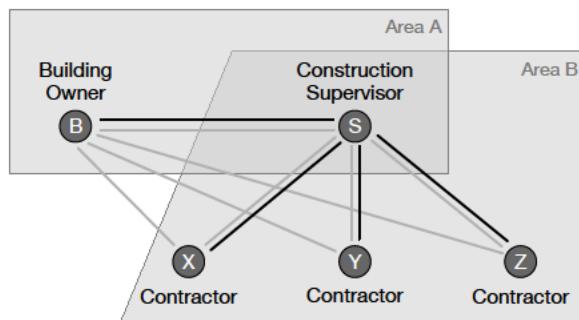 Area A
Building
Owner
Construction
Supervisor
Area B
B
S
X
Y
Z
Contractor
Contractor
Contractor